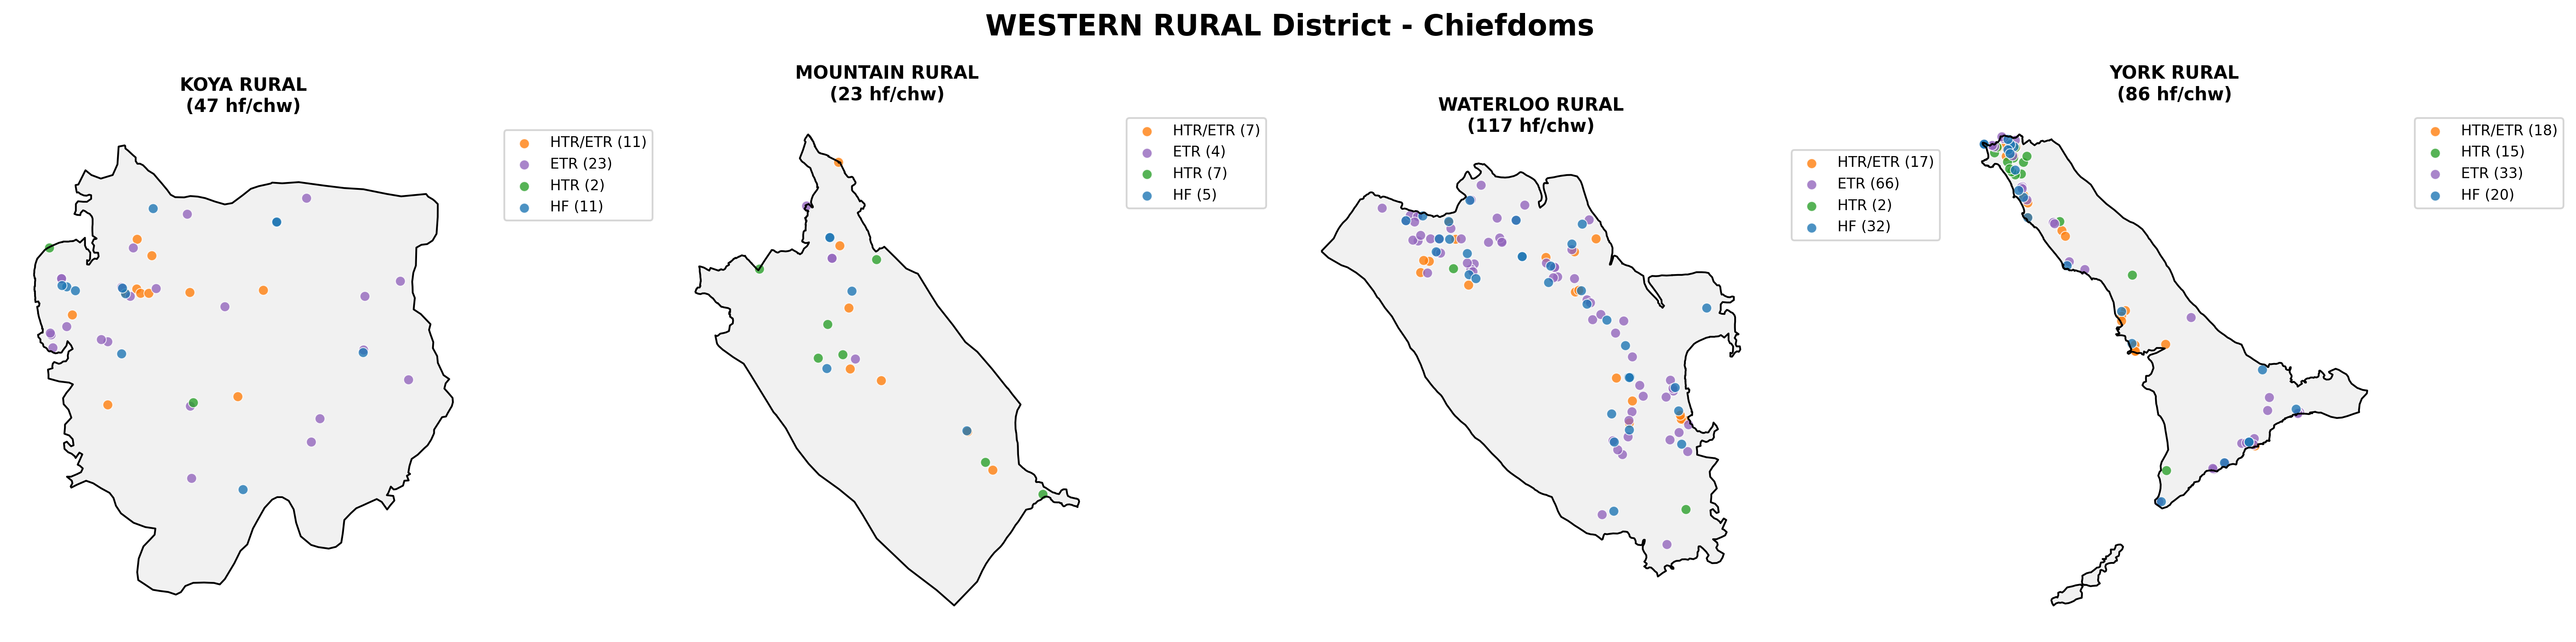 WESTERN RURAL District - Chiefdoms
KOYA RURAL
(47 hf/chw)
HTR/ETR (11)
ETR (23)
HTR (2)
HF (11)
MOUNTAIN RURAL
(23 hf/chw)
HTR/ETR (7)
ETR (4)
HTR (7)
HF (5)
WATERLOO RURAL
(117 hf/chw)
HTR/ETR (17)
ETR (66)
HTR (2)
HF (32)
YORK RURAL
(86 hf/chw)
HTR/ETR (18)
HTR (15)
ETR (33)
HF (20)